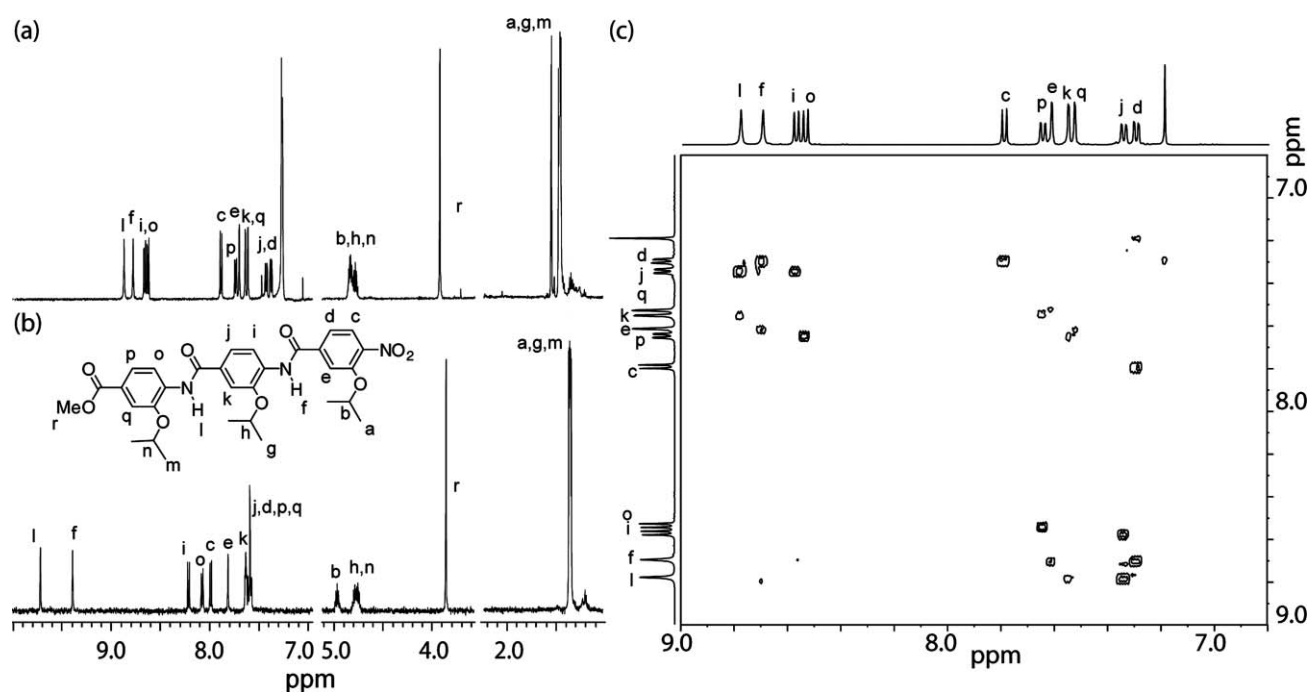 (a)
a,g,m
l
f
i,o
c
p
e
k,q
j,d
b,h,n
r
(b)
O
j
i
O
d
c
p
o
N
H
l
k
O
h
g
N
H
f
e
NO₂
O
b
a
O
MeO
r
q
O
n
m
a,g,m
l
f
i
o
c
e
k
j,d,p,q
b
h,n
r
9.0 8.0 7.0 5.0 4.0 2.0
ppm
(c)
l f i o c p e k q j d
ppm
7.0
8.0
9.0
d
j
q
k
e
p
c
o
i
f
l
9.0 8.0 7.0
ppm